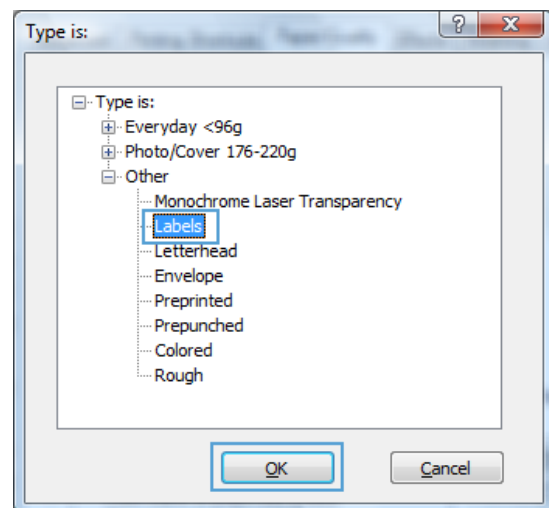 Type is:
Type is:
Everyday <96g
Photo/Cover 176-220g
Other
Monochrome Laser Transparency
Labels
Letterhead
Envelope
Preprinted
Prepunched
Colored
Rough
OK
Cancel